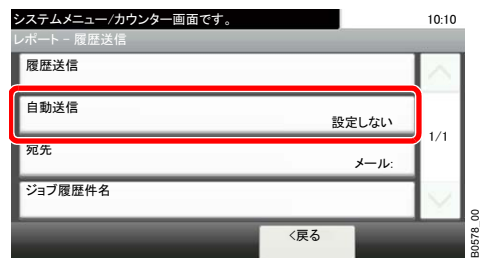 システムメニュー/カウンター画面です。
10:10
レポート - 履歴送信
履歴送信
自動送信
設定しない
1/1
宛先
メール:
ジョブ履歴件名
<戻る
B0578_00